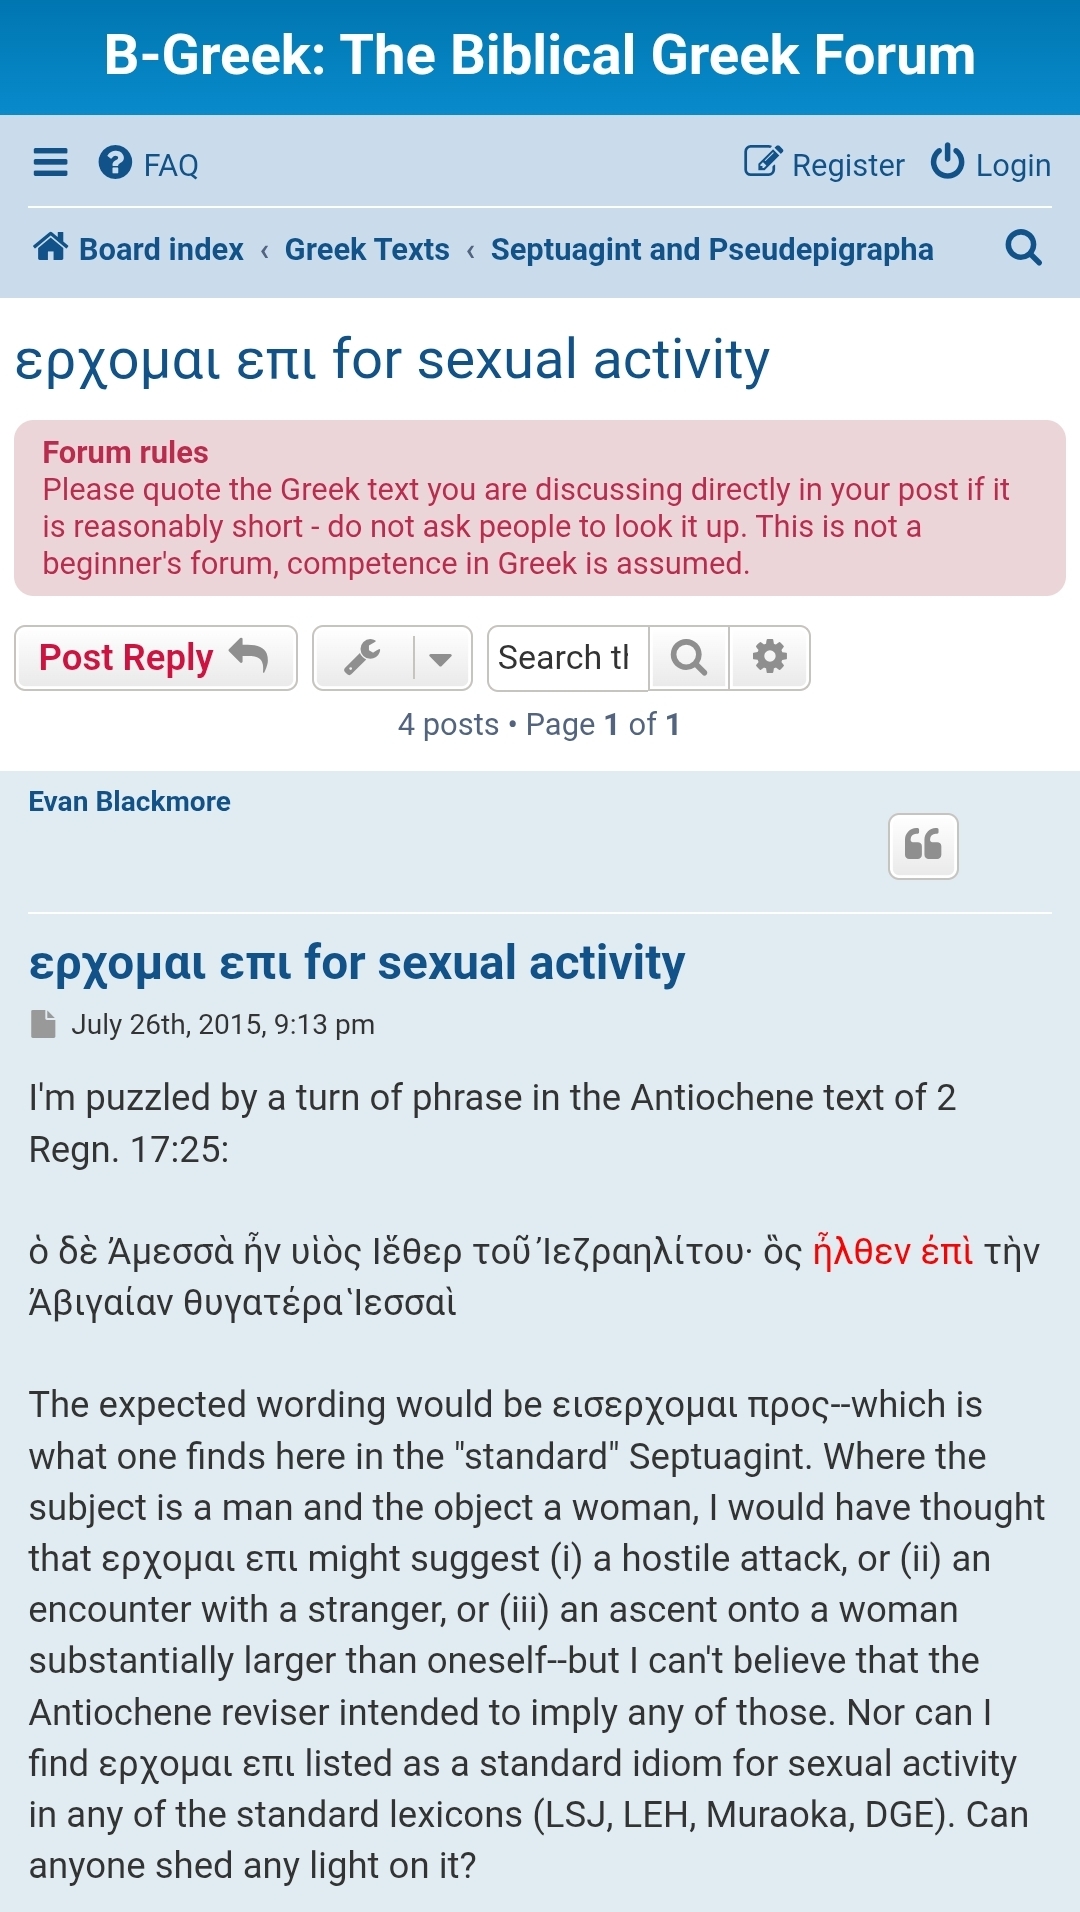 B-Greek: The Biblical Greek Forum
FAQ
Register
Login
Board index ‹ Greek Texts ‹ Septuagint and Pseudepigrapha
ερχομαι επι for sexual activity
Forum rules
Please quote the Greek text you are discussing directly in your post if it
is reasonably short - do not ask people to look it up. This is not a
beginner's forum, competence in Greek is assumed.
Post Reply
Search th
4 posts • Page 1 of 1
Evan Blackmore
ερχομαι επι for sexual activity
July 26th, 2015, 9:13 pm
I'm puzzled by a turn of phrase in the Antiochene text of 2
Regn. 17:25:
ὁ δὲ Ἀμεσσὰ ἦν υἱὸς Ἰέθερ τοῦ Ἰεζραηλίτου· ὃς ἦλθεν ἐπὶ τὴν
Ἀβιγαίαν θυγατέρα Ἱεσσαὶ
The expected wording would be εισερχομαι προς--which is
what one finds here in the "standard" Septuagint. Where the
subject is a man and the object a woman, I would have thought
that ερχομαι επι might suggest (i) a hostile attack, or (ii) an
encounter with a stranger, or (iii) an ascent onto a woman
substantially larger than oneself--but I can't believe that the
Antiochene reviser intended to imply any of those. Nor can I
find ερχομαι επι listed as a standard idiom for sexual activity
in any of the standard lexicons (LSJ, LEH, Muraoka, DGE). Can
anyone shed any light on it?